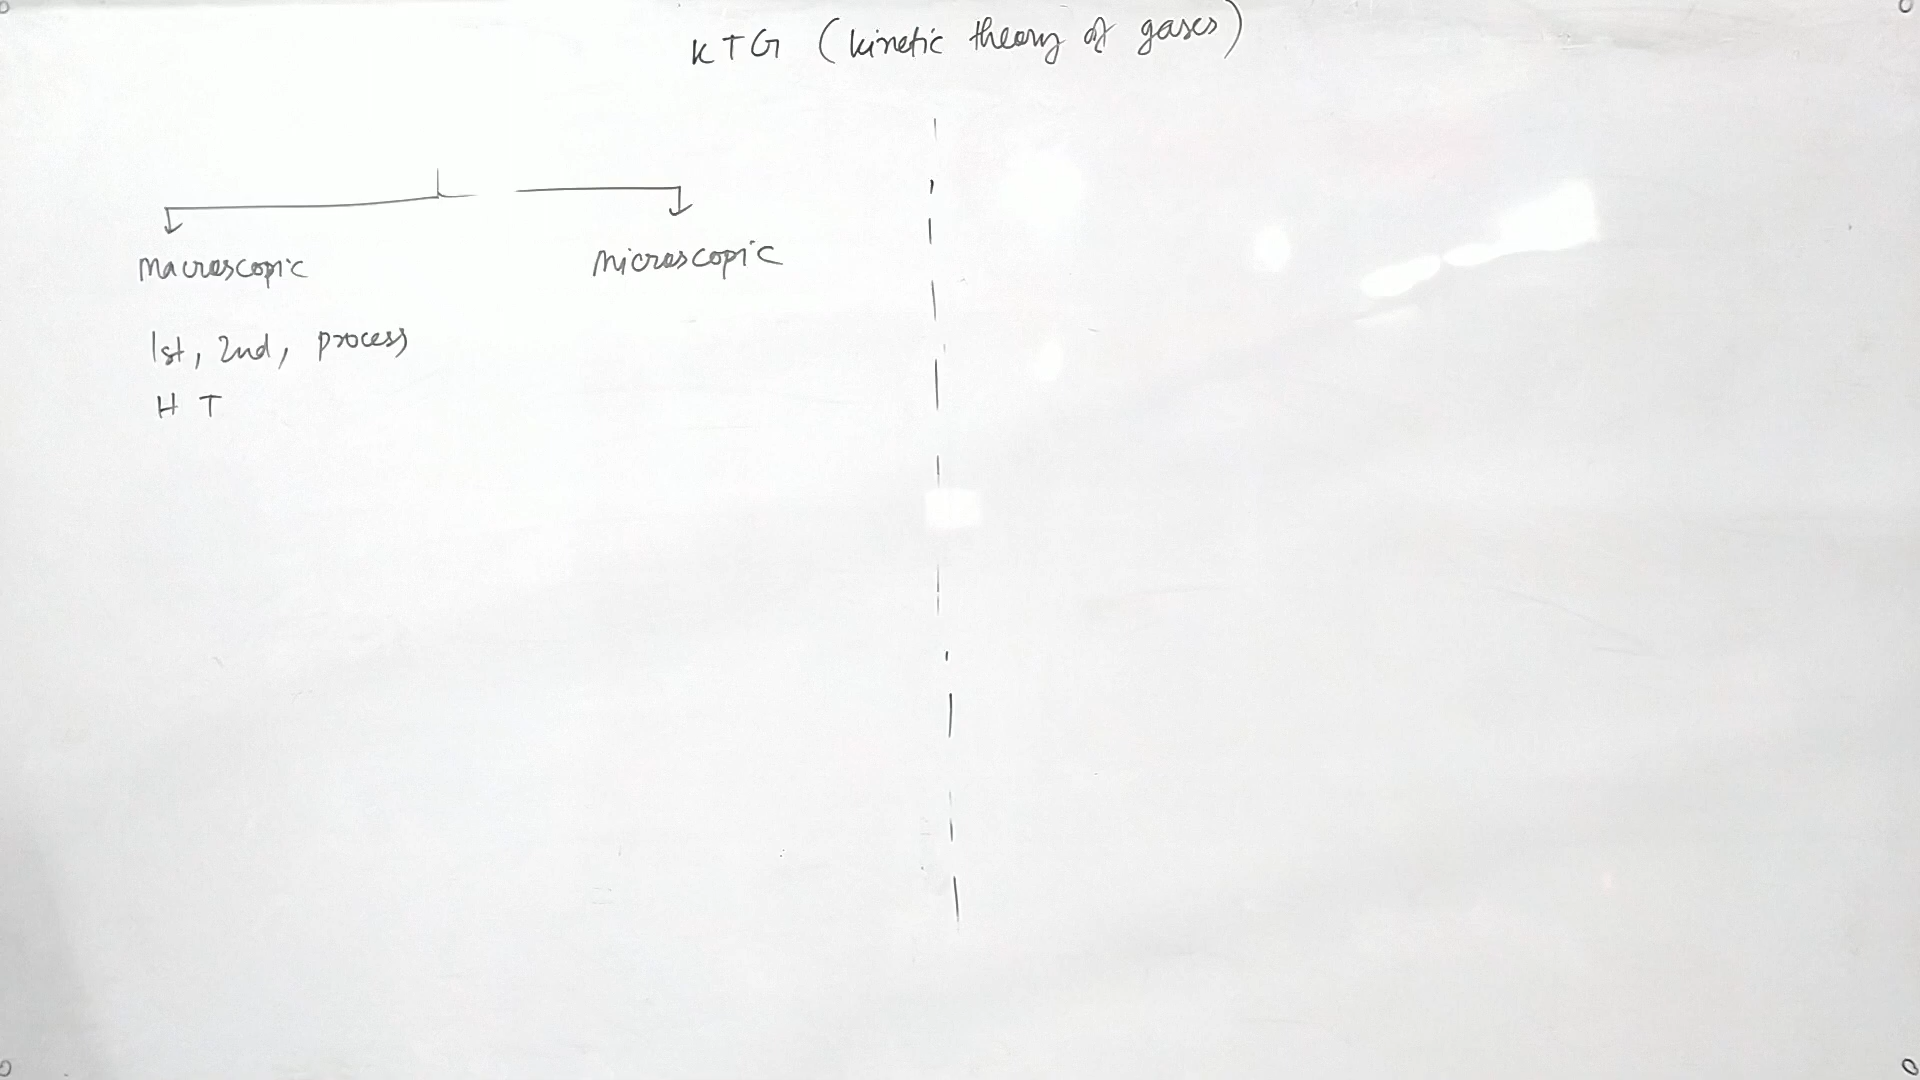 KTG (kinetic theory of gases)
Macroscopic
Microscopic
1st, 2nd, process
H T